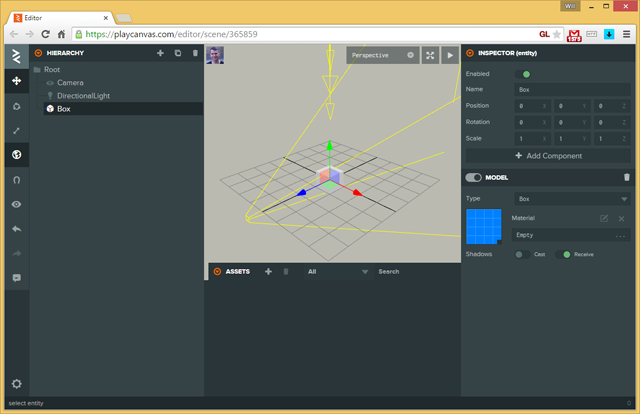 Will
Editor
https://playcanvas.com/editor/scene/365859
GL
1375
HIERARCHY
Root
Camera
DirectionalLight
Box
Perspective
ASSETS
All
Search
INSPECTOR (entity)
Enabled
Name Box
Position 0 X 0 Y 0 Z
Rotation 0 X 0 Y 0 Z
Scale 1 X 1 Y 1 Z
Add Component
MODEL
Type Box
Material
Empty ...
Shadows Cast Receive
select entity 0